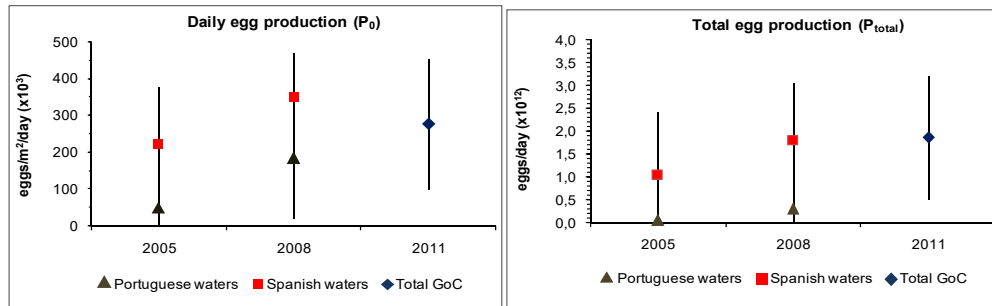 Daily egg production (P0)
eggs/m2/day (x103)
500
400
300
200
100
0
2005 2008 2011
Portuguese waters Spanish waters Total GoC
Total egg production (Ptotal)
eggs/day (x1012)
4,0
3,5
3,0
2,5
2,0
1,5
1,0
0,5
0,0
2005 2008 2011
Portuguese waters Spanish waters Total GoC